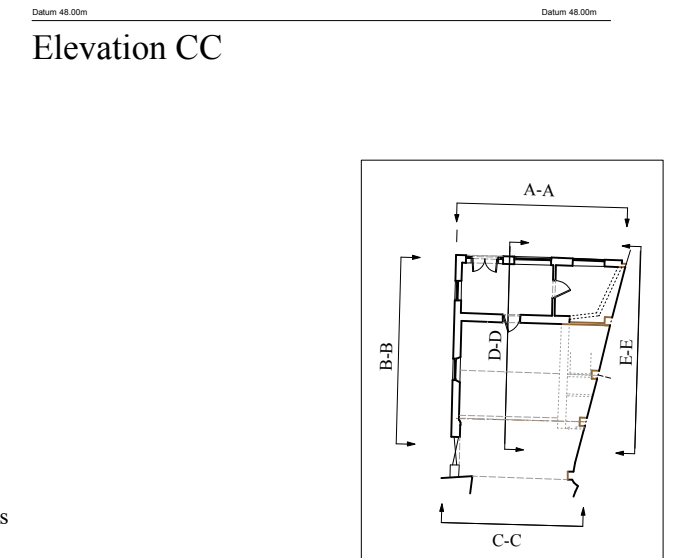 Datum 48.00m Datum 48.00m
Elevation CC
A-A
B-B
D-D
E-E
C-C
s